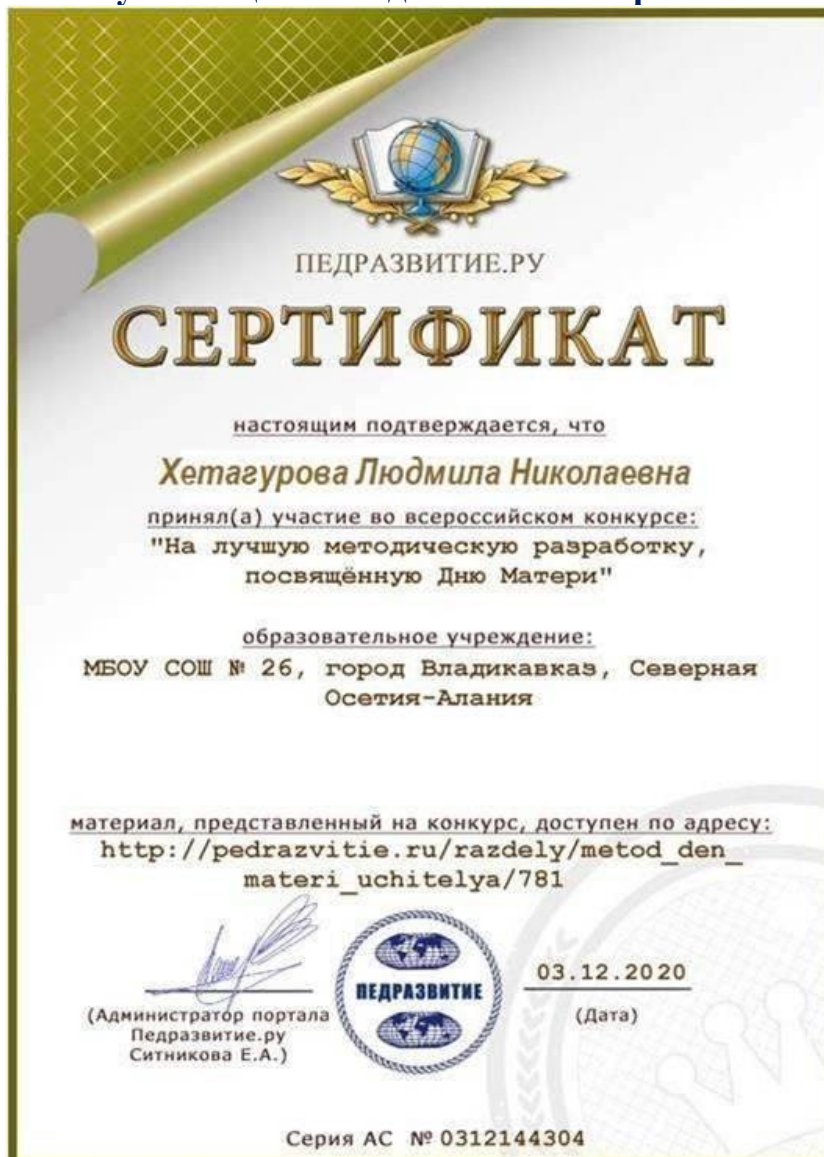 ПЕДРАЗВИТИЕ.РУ
СЕРТИФИКАТ
настоящим подтверждается, что
Хетагурова Людмила Николаевна
принял(а) участие во всероссийском конкурсе:
"На лучшую методическую разработку,
посвящённую Дню Матери"
образовательное учреждение:
МБОУ СОШ № 26, город Владикавказ, Северная
Осетия-Алания
материал, представленный на конкурс, доступен по адресу:
http://pedrazvitie.ru/razdely/metod_den_
materi_uchitelya/781
ПЕДРАЗВИТИЕ
03.12.2020
(Администратор портала
Педразвитие.ру
Ситникова Е.А.)
(Дата)
Серия АС № 0312144304